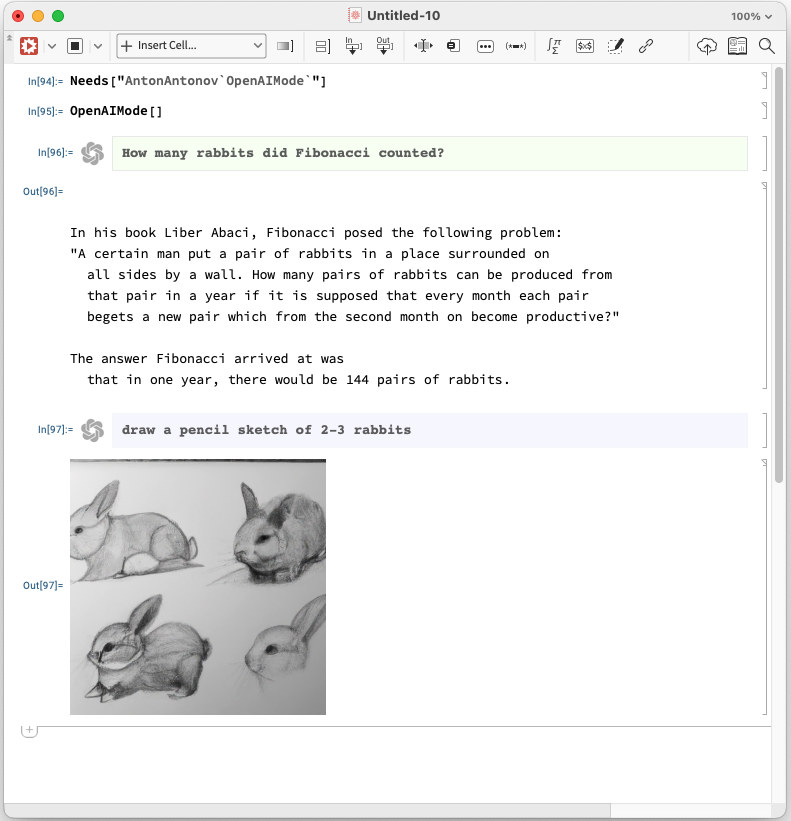 Untitled-10
100%
Insert Cell...
In
Out
In[94]:= Needs["AntonAntonov`OpenAIMode`"]
In[95]:= OpenAIMode[]
In[96]:= How many rabbits did Fibonacci counted?
Out[96]=
In his book Liber Abaci, Fibonacci posed the following problem:
"A certain man put a pair of rabbits in a place surrounded on
all sides by a wall. How many pairs of rabbits can be produced from
that pair in a year if it is supposed that every month each pair
begets a new pair which from the second month on become productive?"
The answer Fibonacci arrived at was
that in one year, there would be 144 pairs of rabbits.
In[97]:= draw a pencil sketch of 2-3 rabbits
Out[97]=